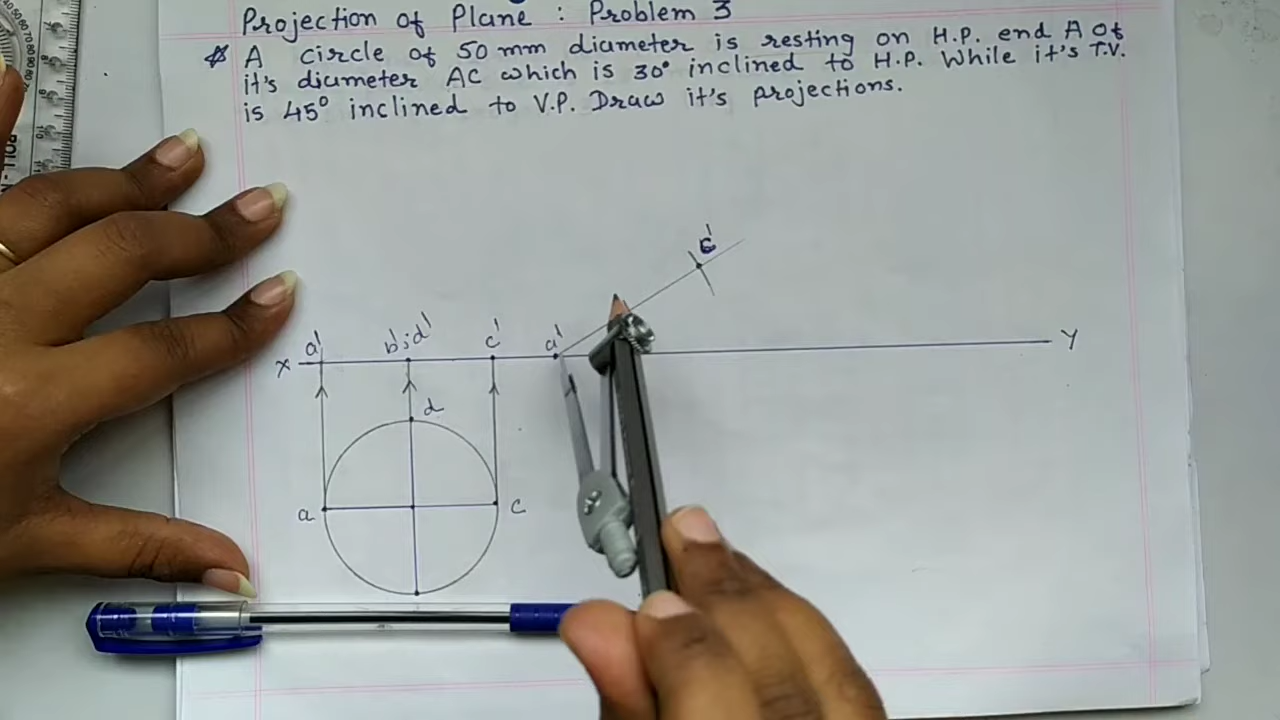 Projection of Plane : Problem 3
A circle of 50 mm diameter is resting on H.P. end A of
it's diameter AC which is 30° inclined to H.P. While it's T.V.
is 45° inclined to V.P. Draw it's projections.
c'
X a' b';d' c' a' Y
d
a c